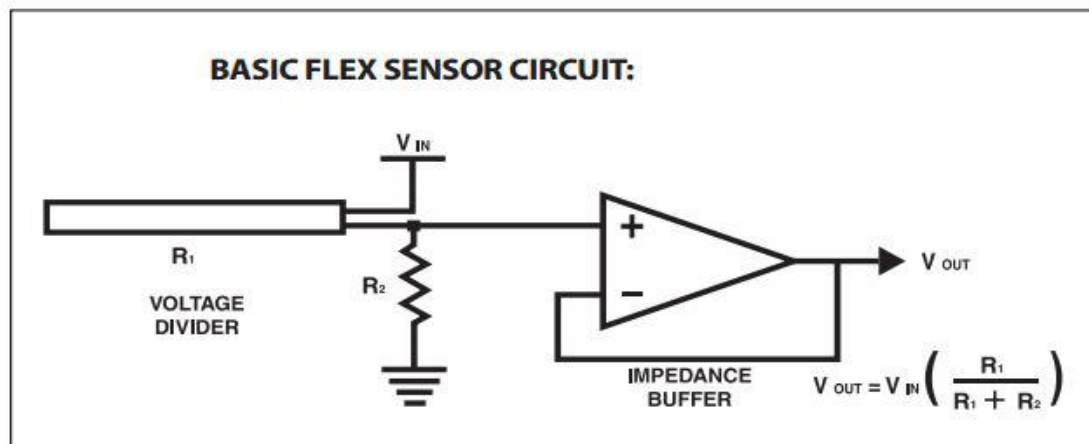 BASIC FLEX SENSOR CIRCUIT:
V IN
R1
R2
VOLTAGE
DIVIDER
+
−
V OUT
IMPEDANCE
BUFFER
V OUT = V IN ( R1 / R1 + R2 )